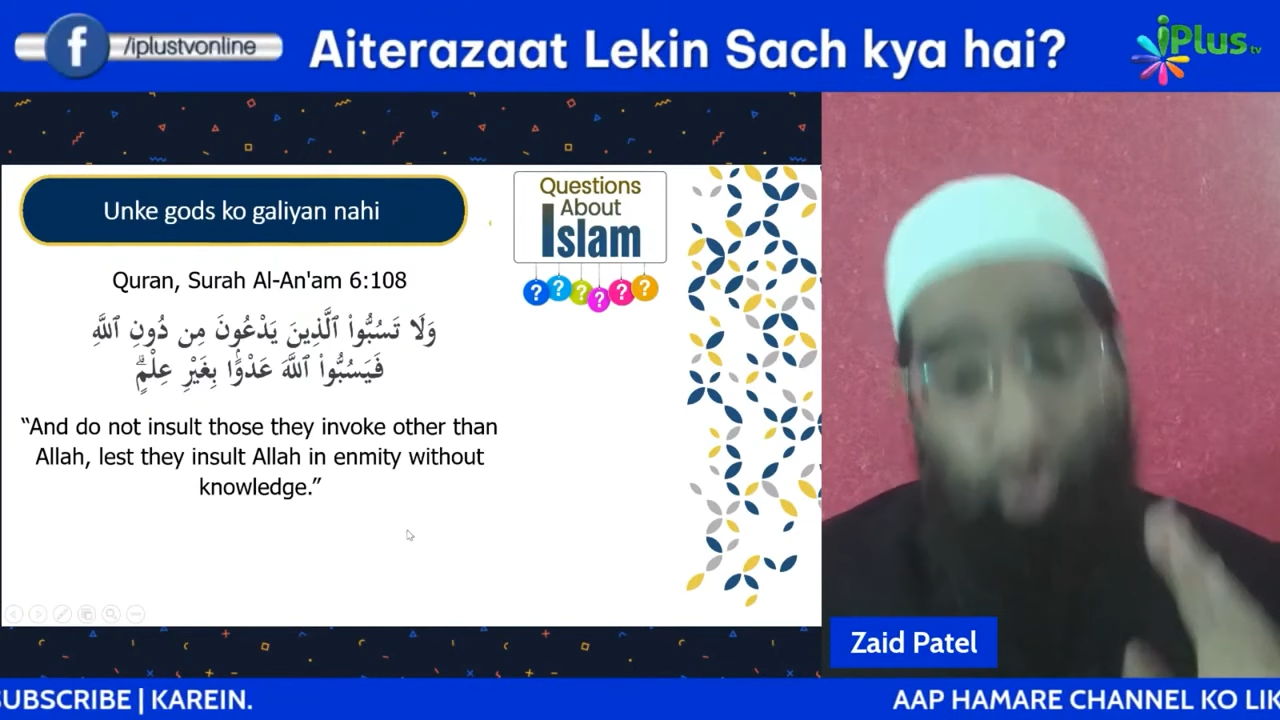 /iplustvonline
Aiterazaat Lekin Sach kya hai?
iPlus tv
Unke gods ko galiyan nahi
Questions
About
Islam
Quran, Surah Al-An'am 6:108
وَلَا تَسُبُّوا۟ ٱلَّذِينَ يَدْعُونَ مِن دُونِ ٱللَّهِ
فَيَسُبُّوا۟ ٱللَّهَ عَدْوًۢا بِغَيْرِ عِلْمٍۢ ۗ
“And do not insult those they invoke other than
Allah, lest they insult Allah in enmity without
knowledge.”
Zaid Patel
SUBSCRIBE | KAREIN.
AAP HAMARE CHANNEL KO LIK